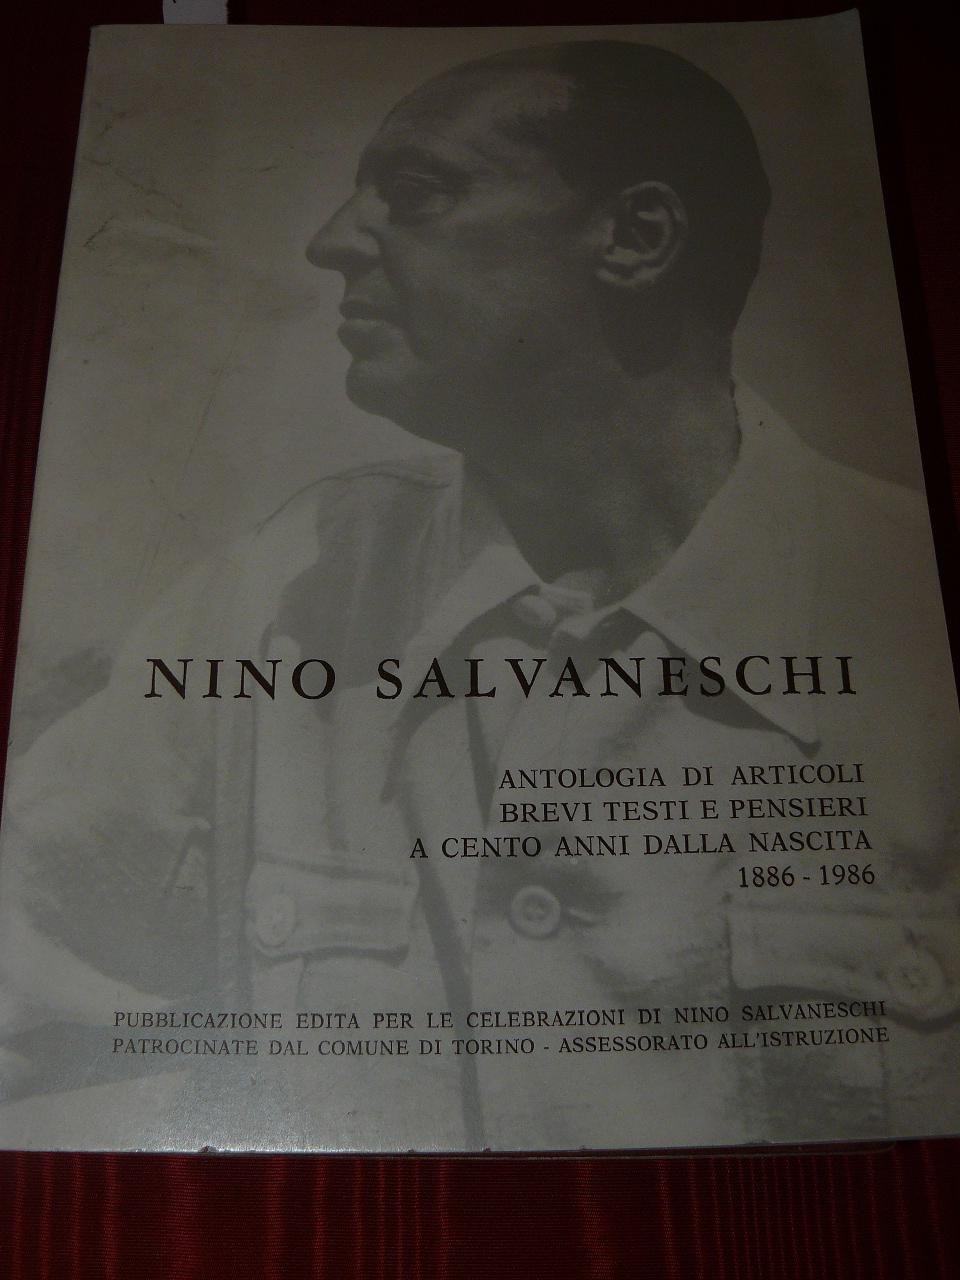 NINO SALVANESCHI
ANTOLOGIA DI ARTICOLI
BREVI TESTI E PENSIERI
A CENTO ANNI DALLA NASCITA
1886 - 1986
PUBBLICAZIONE EDITA PER LE CELEBRAZIONI DI NINO SALVANESCHI
PATROCINATE DAL COMUNE DI TORINO - ASSESSORATO ALL'ISTRUZIONE